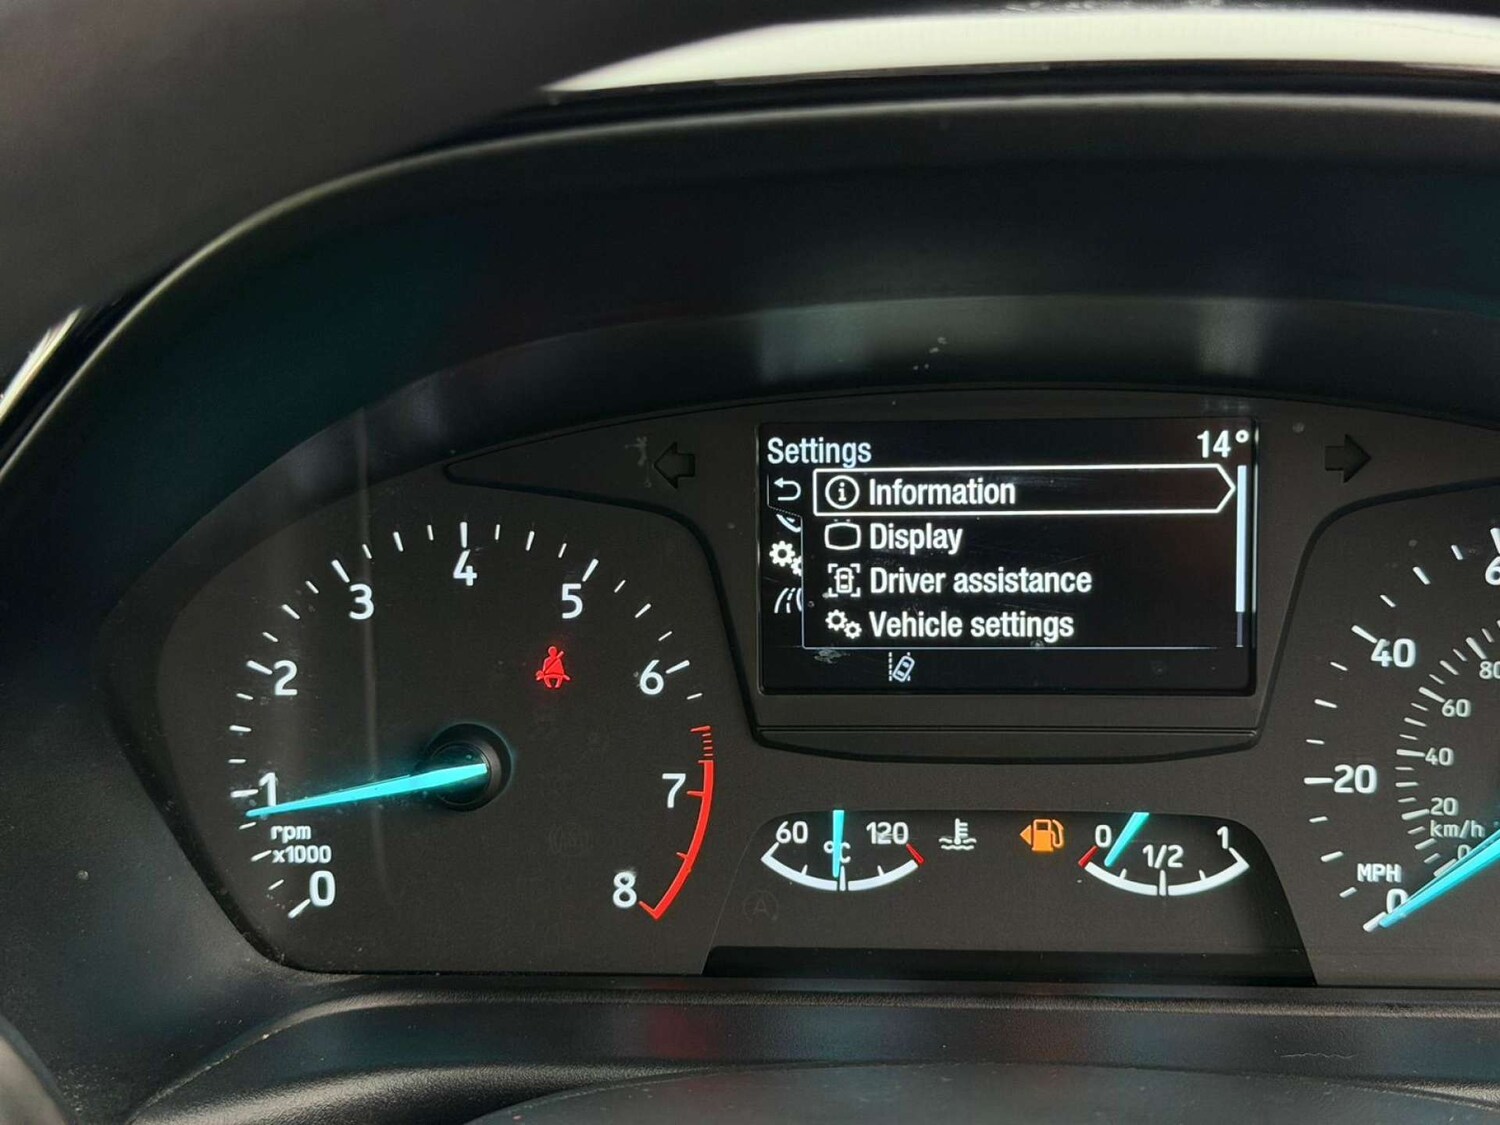 Settings 14°
Information
Display
Driver assistance
Vehicle settings
0
1
2
3
4
5
6
7
8
rpm
x1000
60 °C 120
0 1/2 1
40
20
0
MPH
80
60
40
20
0
km/h